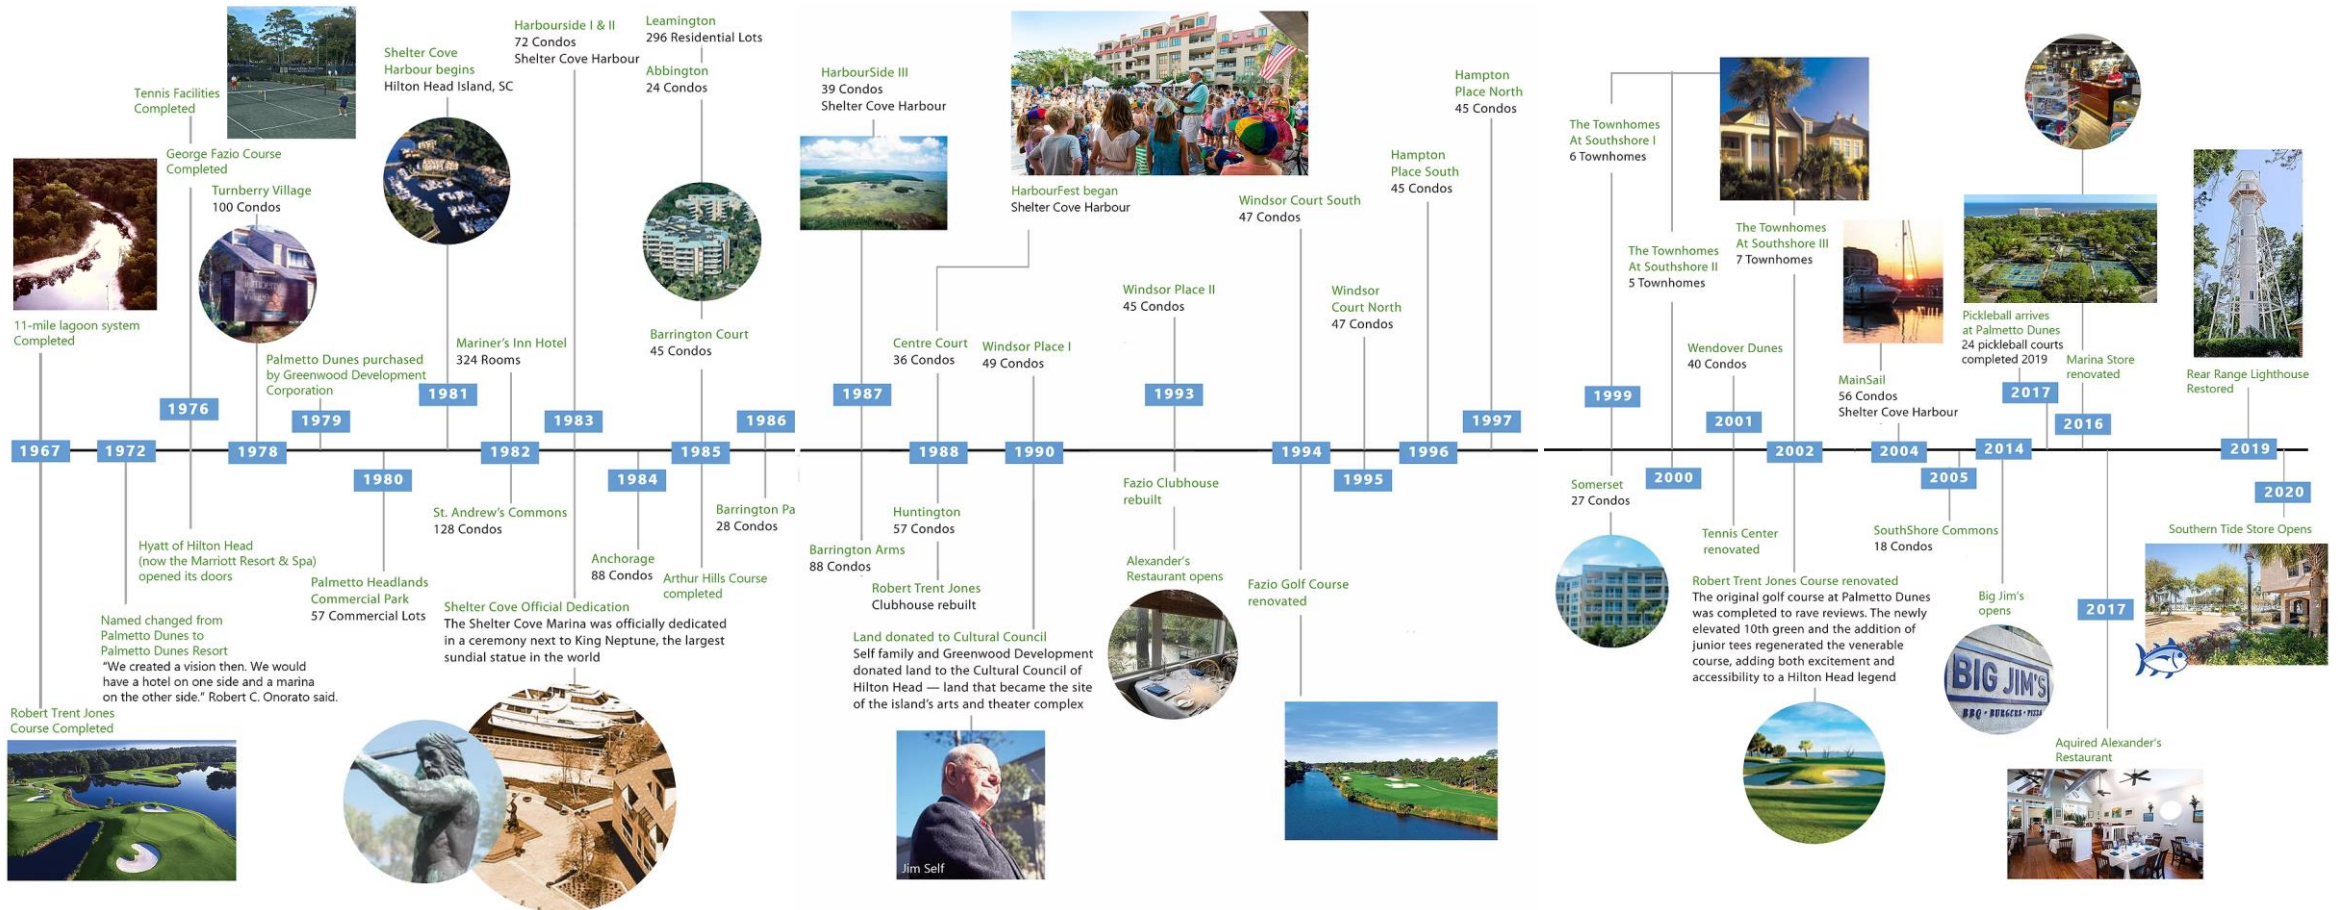 Tennis Facilities
Completed
George Fazio Course
Completed
Turnberry Village
100 Condos
11-mile lagoon system
Completed
Palmetto Dunes purchased
by Greenwood Development
Corporation
Shelter Cove
Harbour begins
Hilton Head Island, SC
Mariner's Inn Hotel
324 Rooms
Harbourside I & II
72 Condos
Shelter Cove Harbour
Leamington
296 Residential Lots
Abbington
24 Condos
Barrington Court
45 Condos
1967
1972
1976
1978
1979
1980
1981
1982
1983
1984
1985
1986
Hyatt of Hilton Head
(now the Marriott Resort & Spa)
opened its doors
Named changed from
Palmetto Dunes to
Palmetto Dunes Resort
“We created a vision then. We would
have a hotel on one side and a marina
on the other side.” Robert C. Onorato said.
Robert Trent Jones
Course Completed
Palmetto Headlands
Commercial Park
57 Commercial Lots
St. Andrew's Commons
128 Condos
Shelter Cove Official Dedication
The Shelter Cove Marina was officially dedicated
in a ceremony next to King Neptune, the largest
sundial statue in the world
Anchorage
88 Condos
Arthur Hills Course
completed
Barrington Pa
28 Condos
HarbourSide III
39 Condos
Shelter Cove Harbour
HarbourFest began
Shelter Cove Harbour
Centre Court
36 Condos
Windsor Place I
49 Condos
Windsor Place II
45 Condos
Windsor Court South
47 Condos
Windsor
Court North
47 Condos
Hampton
Place South
45 Condos
Hampton
Place North
45 Condos
1987
1988
1990
1993
1994
1995
1996
1997
Barrington Arms
88 Condos
Huntington
57 Condos
Robert Trent Jones
Clubhouse rebuilt
Land donated to Cultural Council
Self family and Greenwood Development
donated land to the Cultural Council of
Hilton Head — land that became the site
of the island's arts and theater complex
Jim Self
Fazio Clubhouse
rebuilt
Alexander's
Restaurant opens
Fazio Golf Course
renovated
The Townhomes
At Southshore I
6 Townhomes
The Townhomes
At Southshore II
5 Townhomes
The Townhomes
At Southshore III
7 Townhomes
Wendover Dunes
40 Condos
MainSail
56 Condos
Shelter Cove Harbour
Pickleball arrives
at Palmetto Dunes
24 pickleball courts
completed 2019
Marina Store
renovated
Rear Range Lighthouse
Restored
1999
2000
2001
2002
2004
2005
2014
2017
2016
2017
2019
2020
Somerset
27 Condos
Tennis Center
renovated
Robert Trent Jones Course renovated
The original golf course at Palmetto Dunes
was completed to rave reviews. The newly
elevated 10th green and the addition of
junior tees regenerated the venerable
course, adding both excitement and
accessibility to a Hilton Head legend
SouthShore Commons
18 Condos
Big Jim's
opens
BIG JIM'S
BBQ • BURGERS • PIZZA
Aquired Alexander's
Restaurant
Southern Tide Store Opens